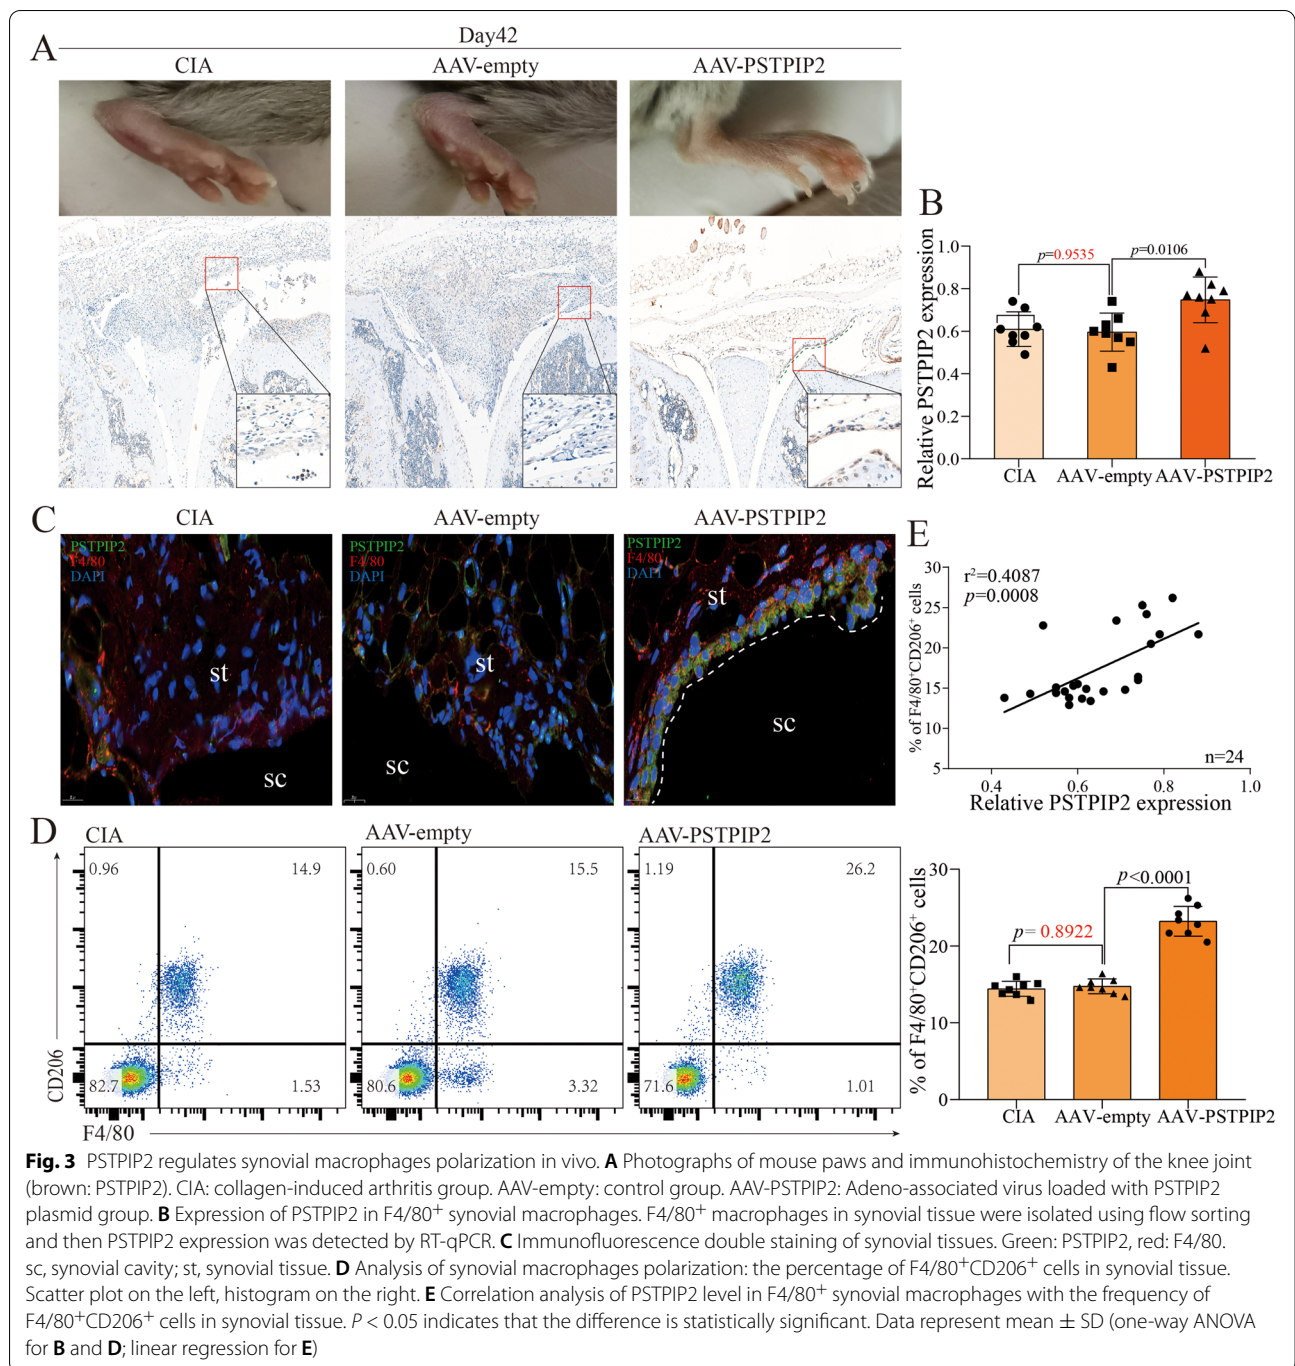 A
Day42
CIA
AAV-empty
AAV-PSTPIP2
B
Relative PSTPIP2 expression
1.0
0.8
0.6
0.4
0.2
0.0
p=0.9535
p=0.0106
CIA
AAV-empty
AAV-PSTPIP2
C
CIA
AAV-empty
AAV-PSTPIP2
PSTPIP2
F4/80
DAPI
st
sc
PSTPIP2
F4/80
DAPI
st
sc
PSTPIP2
F4/80
DAPI
st
sc
E
% of F4/80⁺CD206⁺ cells
30
25
20
15
10
5
r²=0.4087
p=0.0008
n=24
0.4
0.6
0.8
1.0
Relative PSTPIP2 expression
D
CIA
AAV-empty
AAV-PSTPIP2
0.96
14.9
82.7
1.53
0.60
15.5
80.6
3.32
1.19
26.2
71.6
1.01
CD206
F4/80
% of F4/80⁺CD206⁺ cells
30
20
10
0
p= 0.8922
p<0.0001
CIA
AAV-empty
AAV-PSTPIP2
Fig. 3 PSTPIP2 regulates synovial macrophages polarization in vivo. A Photographs of mouse paws and immunohistochemistry of the knee joint
(brown: PSTPIP2). CIA: collagen-induced arthritis group. AAV-empty: control group. AAV-PSTPIP2: Adeno-associated virus loaded with PSTPIP2
plasmid group. B Expression of PSTPIP2 in F4/80⁺ synovial macrophages. F4/80⁺ macrophages in synovial tissue were isolated using flow sorting
and then PSTPIP2 expression was detected by RT-qPCR. C Immunofluorescence double staining of synovial tissues. Green: PSTPIP2, red: F4/80.
sc, synovial cavity; st, synovial tissue. D Analysis of synovial macrophages polarization: the percentage of F4/80⁺CD206⁺ cells in synovial tissue.
Scatter plot on the left, histogram on the right. E Correlation analysis of PSTPIP2 level in F4/80⁺ synovial macrophages with the frequency of
F4/80⁺CD206⁺ cells in synovial tissue. P < 0.05 indicates that the difference is statistically significant. Data represent mean ± SD (one-way ANOVA
for B and D; linear regression for E)